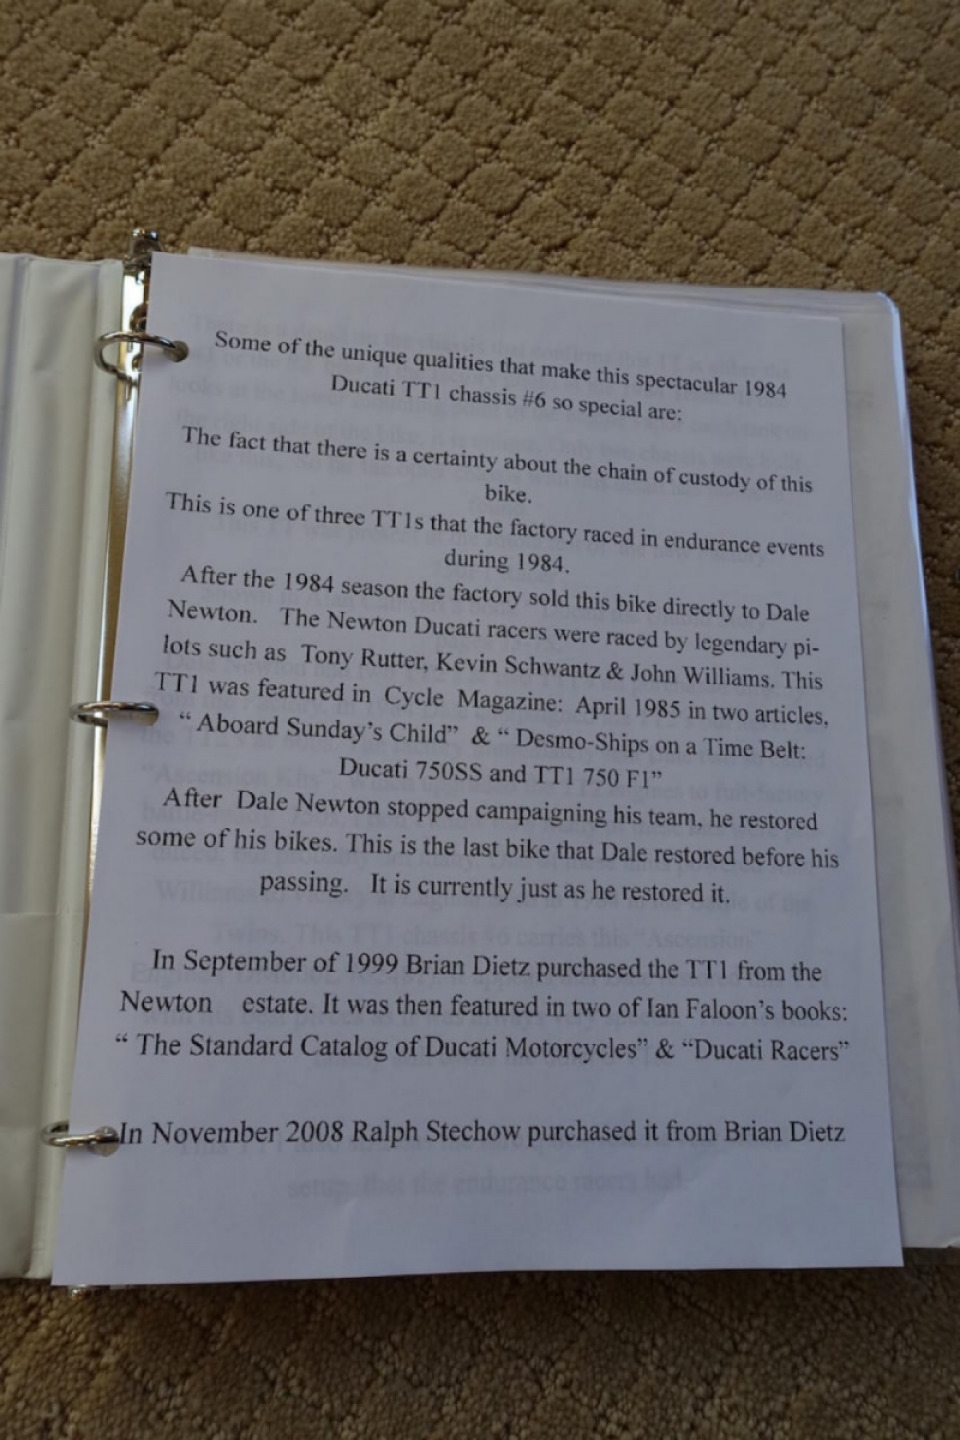 Some of the unique qualities that make this spectacular 1984
Ducati TT1 chassis #6 so special are:
The fact that there is a certainty about the chain of custody of this
bike.
This is one of three TT1s that the factory raced in endurance events
during 1984.
After the 1984 season the factory sold this bike directly to Dale
Newton. The Newton Ducati racers were raced by legendary pi-
lots such as Tony Rutter, Kevin Schwantz & John Williams. This
TT1 was featured in Cycle Magazine: April 1985 in two articles,
“ Aboard Sunday’s Child” & “ Desmo-Ships on a Time Belt:
Ducati 750SS and TT1 750 F1”
After Dale Newton stopped campaigning his team, he restored
some of his bikes. This is the last bike that Dale restored before his
passing. It is currently just as he restored it.
In September of 1999 Brian Dietz purchased the TT1 from the
Newton estate. It was then featured in two of Ian Faloon’s books:
“ The Standard Catalog of Ducati Motorcycles” & “Ducati Racers”
In November 2008 Ralph Stechow purchased it from Brian Dietz